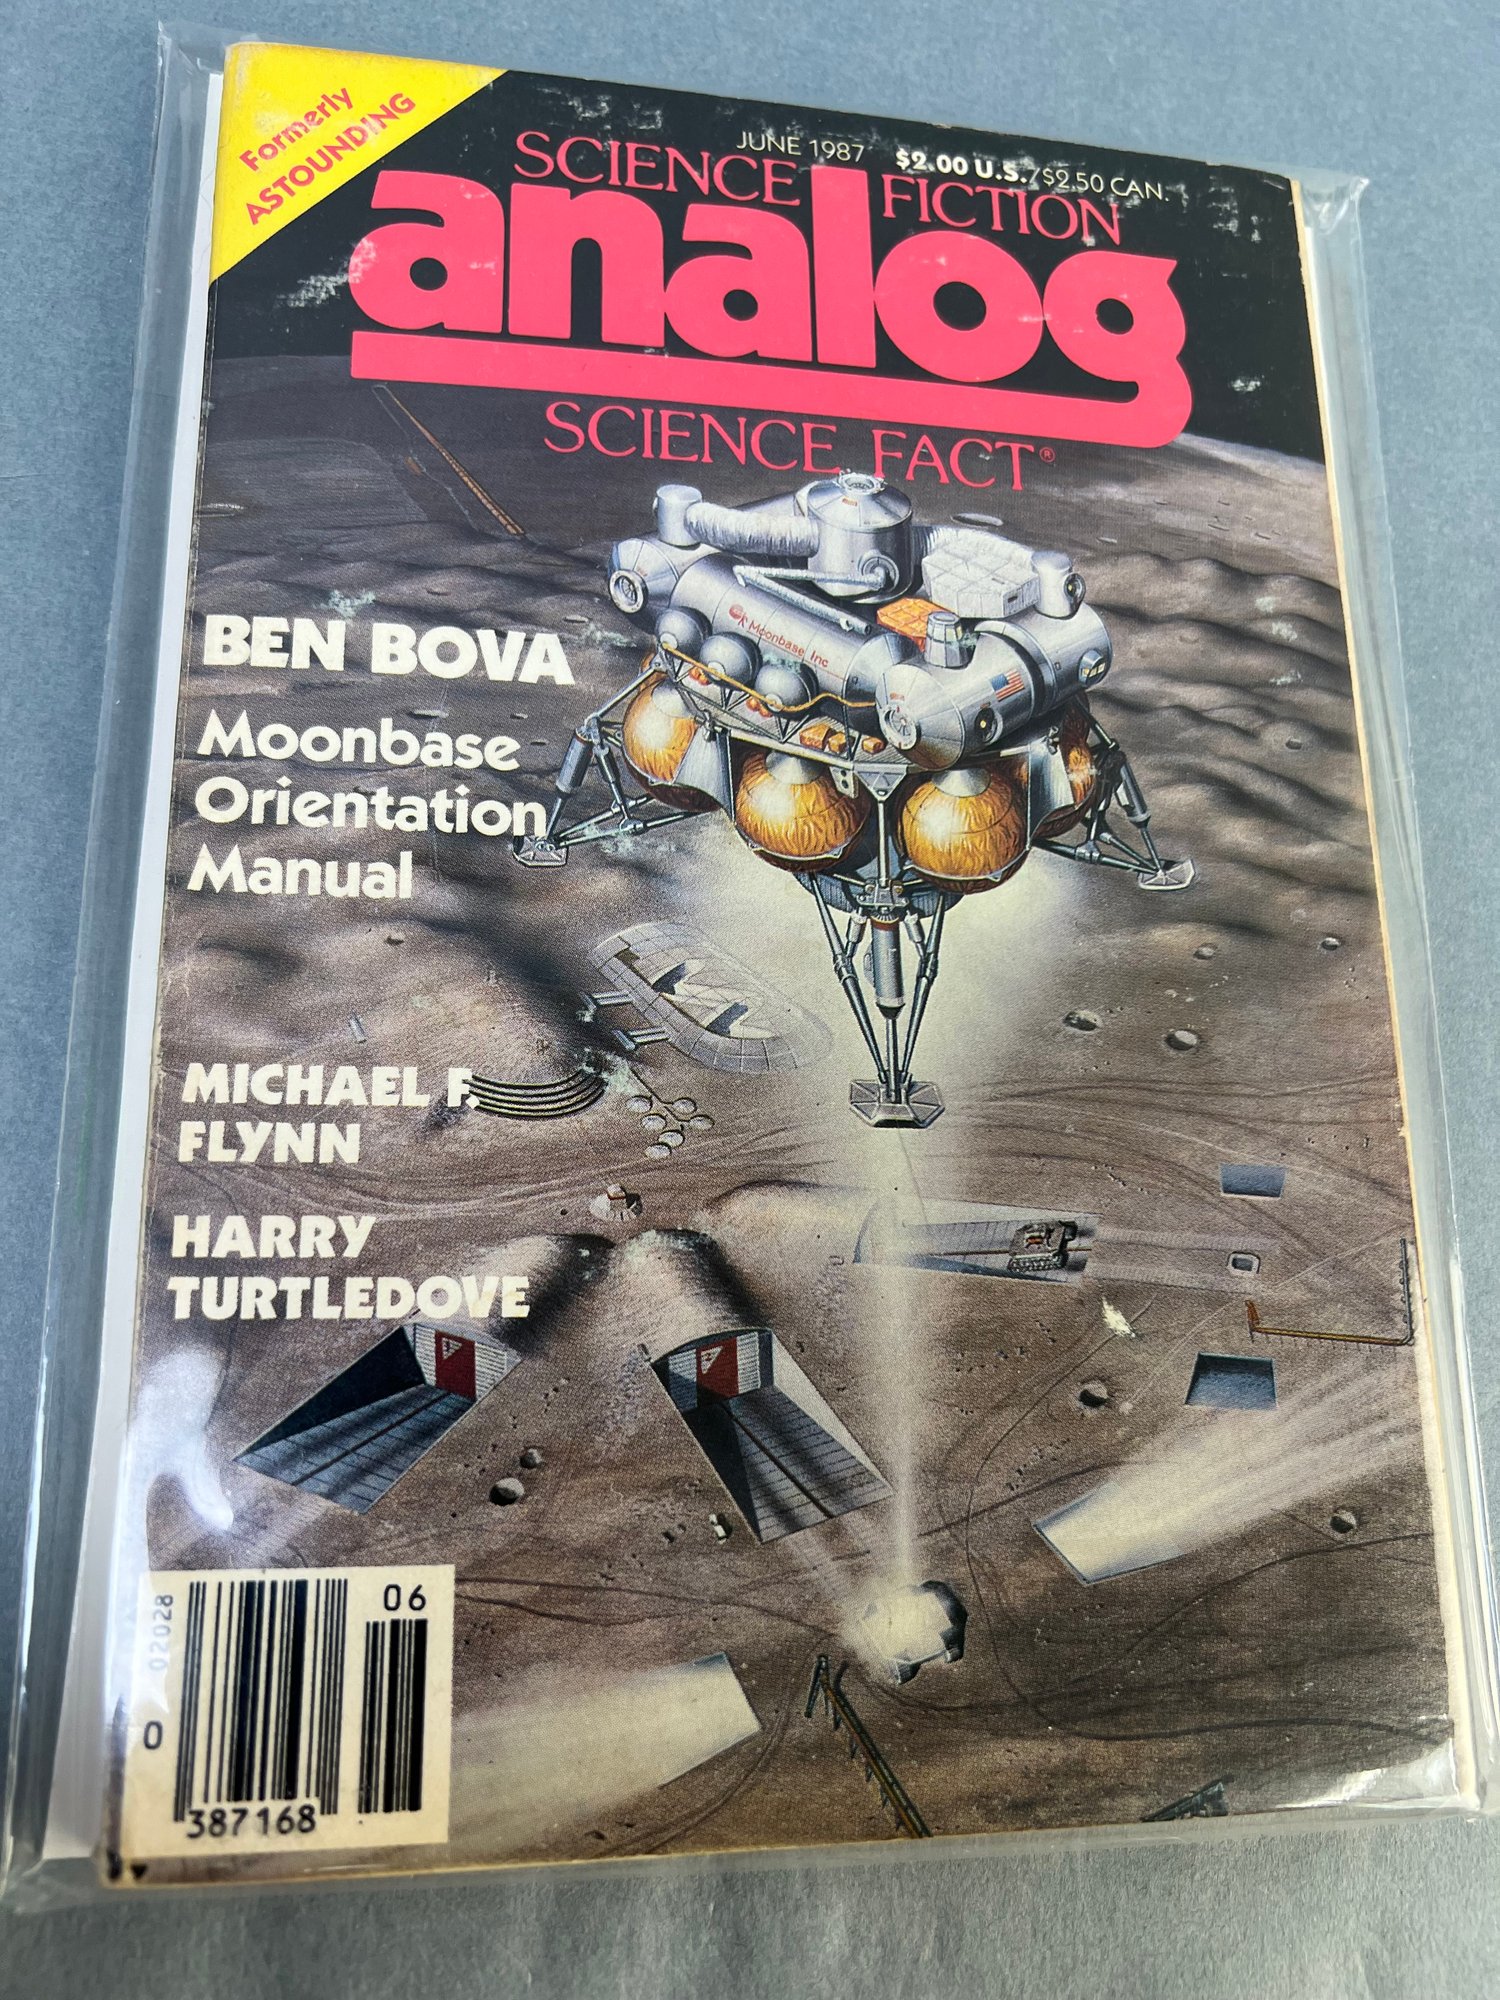 Formerly
ASTOUNDING
JUNE 1987 $2.00 U.S./$2.50 CAN.
SCIENCE FICTION
analog
SCIENCE FACT®
Moonbase Inc
BEN BOVA
Moonbase
Orientation
Manual
MICHAEL F.
FLYNN
HARRY
TURTLEDOVE
06
02028
0
387168